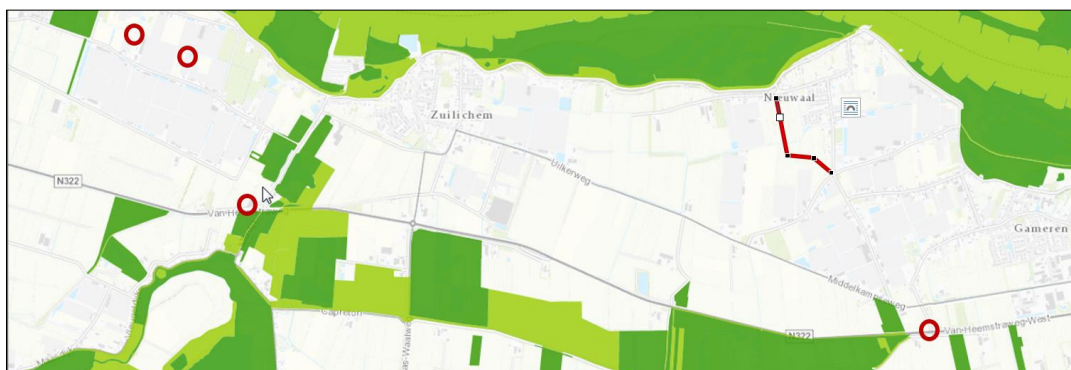 Nieuwaal
Zuilichem
Uilkerweg
N322
Gameren
Middelkampseweg
Capreton
N322
Van-Heemstraweg-West